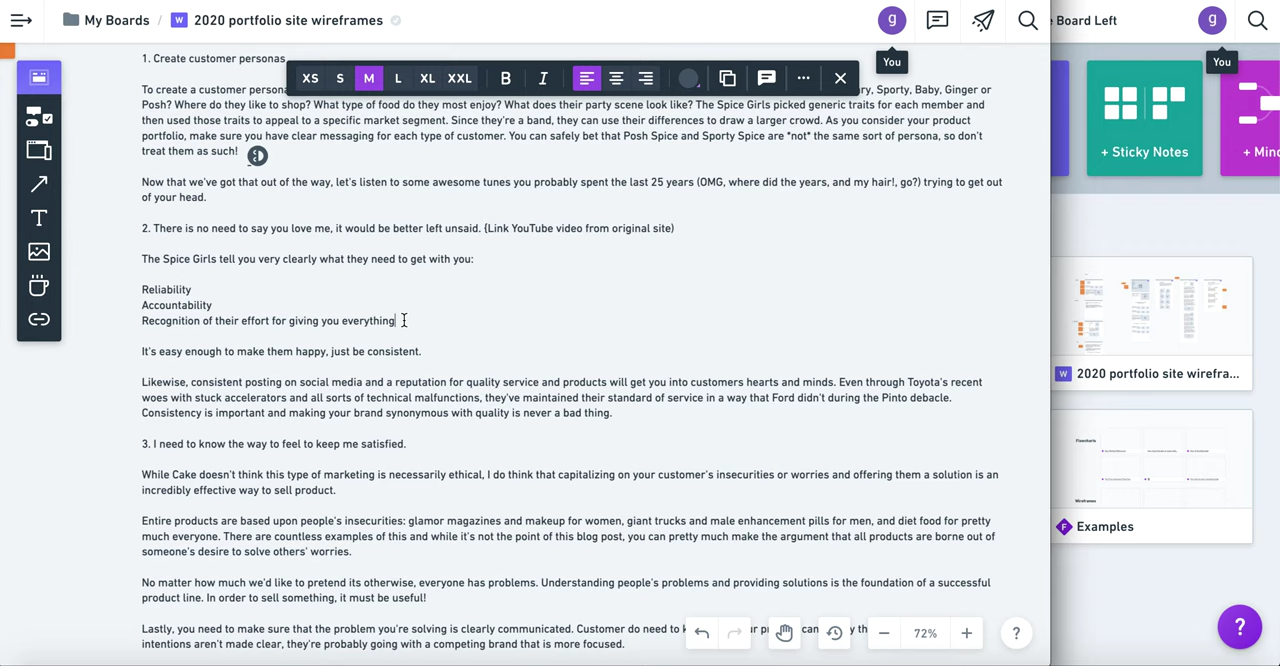 My Boards / W 2020 portfolio site wireframes
g
g
Board Left
You
You
1. Create customer personas
XS S M L XL XXL B I
To create a customer persona
ry, Sporty, Baby, Ginger or
Posh? Where do they like to shop? What type of food do they most enjoy? What does their party scene look like? The Spice Girls picked generic traits for each member and
then used those traits to appeal to a specific market segment. Since they're a band, they can use their differences to draw a larger crowd. As you consider your product
portfolio, make sure you have clear messaging for each type of customer. You can safely bet that Posh Spice and Sporty Spice are *not* the same sort of persona, so don't
treat them as such!
Now that we've got that out of the way, let's listen to some awesome tunes you probably spent the last 25 years (OMG, where did the years, and my hair!, go?) trying to get out
of your head.
2. There is no need to say you love me, it would be better left unsaid. {Link YouTube video from original site)
The Spice Girls tell you very clearly what they need to get with you:
Reliability
Accountability
Recognition of their effort for giving you everything
It's easy enough to make them happy, just be consistent.
Likewise, consistent posting on social media and a reputation for quality service and products will get you into customers hearts and minds. Even through Toyota's recent
woes with stuck accelerators and all sorts of technical malfunctions, they've maintained their standard of service in a way that Ford didn't during the Pinto debacle.
Consistency is important and making your brand synonymous with quality is never a bad thing.
3. I need to know the way to feel to keep me satisfied.
While Cake doesn't think this type of marketing is necessarily ethical, I do think that capitalizing on your customer's insecurities or worries and offering them a solution is an
incredibly effective way to sell product.
Entire products are based upon people's insecurities: glamor magazines and makeup for women, giant trucks and male enhancement pills for men, and diet food for pretty
much everyone. There are countless examples of this and while it's not the point of this blog post, you can pretty much make the argument that all products are borne out of
someone's desire to solve others' worries.
No matter how much we'd like to pretend its otherwise, everyone has problems. Understanding people's problems and providing solutions is the foundation of a successful
product line. In order to sell something, it must be useful!
Lastly, you need to make sure that the problem you're solving is clearly communicated. Customer do need to
intentions aren't made clear, they're probably going with a competing brand that is more focused.
72%
?
+ Sticky Notes
+ Mind
W 2020 portfolio site wirefra...
Flowcharts
Wireframes
F Examples
?